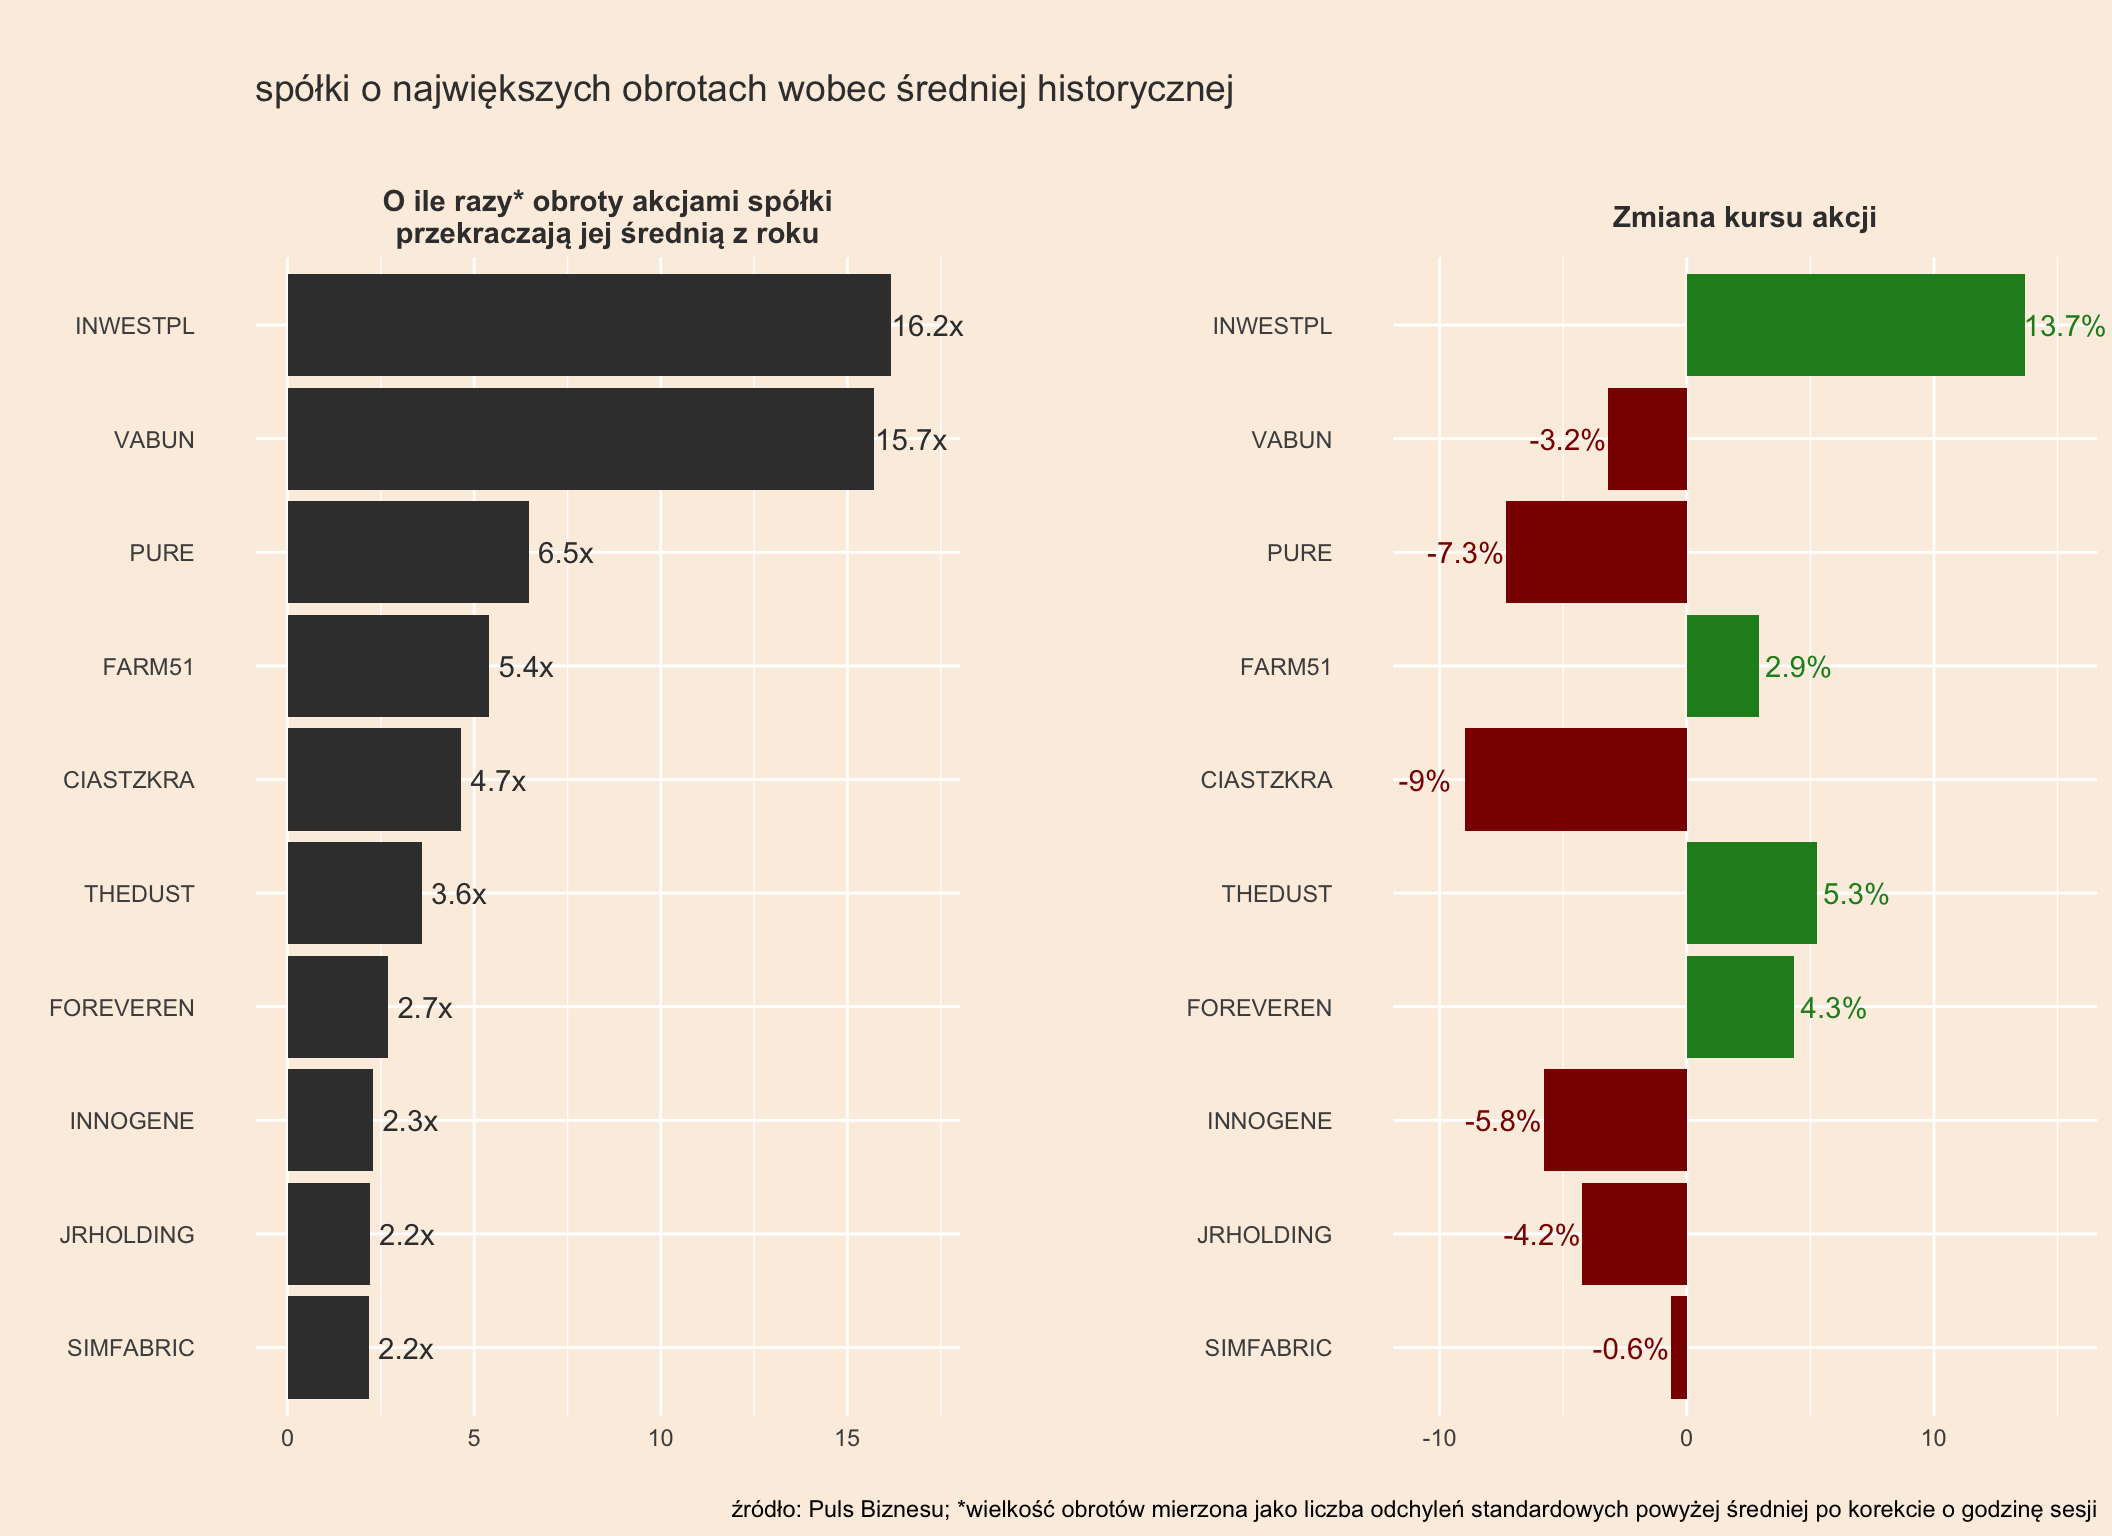 spółki o największych obrotach wobec średniej historycznej
O ile razy* obroty akcjami spółki
przekraczają jej średnią z roku
INWESTPL
16.2x
VABUN
15.7x
PURE
6.5x
FARM51
5.4x
CIASTZKRA
4.7x
THEDUST
3.6x
FOREVEREN
2.7x
INNOGENE
2.3x
JRHOLDING
2.2x
SIMFABRIC
2.2x
0 5 10 15
Zmiana kursu akcji
INWESTPL
13.7%
VABUN
-3.2%
PURE
-7.3%
FARM51
2.9%
CIASTZKRA
-9%
THEDUST
5.3%
FOREVEREN
4.3%
INNOGENE
-5.8%
JRHOLDING
-4.2%
SIMFABRIC
-0.6%
-10 0 10
źródło: Puls Biznesu; *wielkość obrotów mierzona jako liczba odchyleń standardowych powyżej średniej po korekcie o godzinę sesji